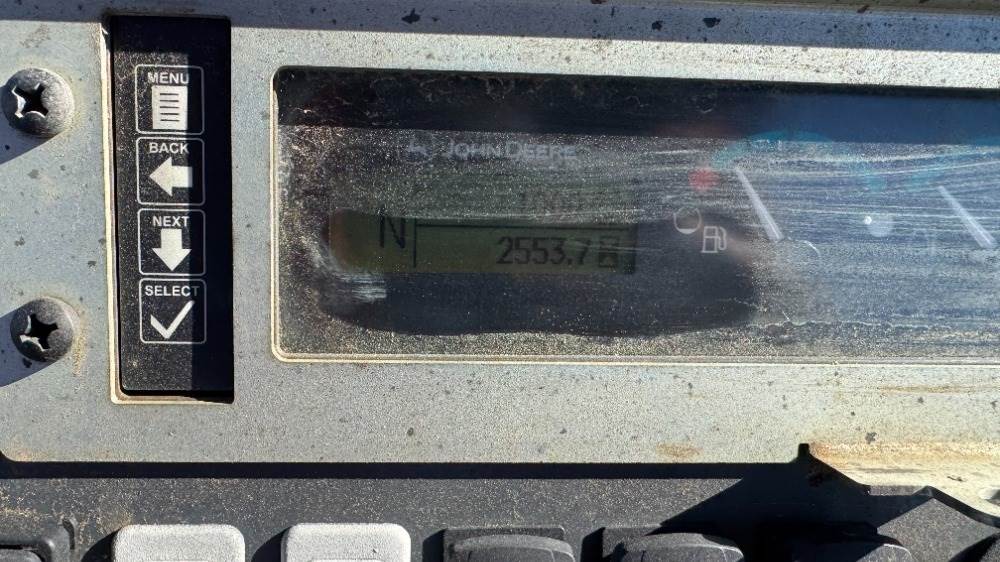 MENU
BACK
NEXT
SELECT
JOHN DEERE
N
2553.7